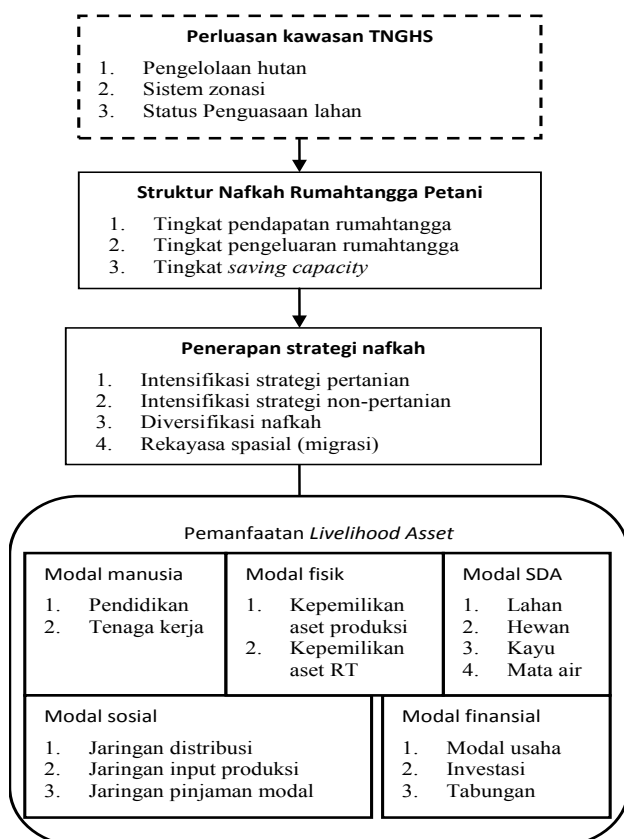 Perluasan kawasan TNGHS
1. Pengelolaan hutan
2. Sistem zonasi
3. Status Penguasaan lahan
Struktur Nafkah Rumahtangga Petani
1. Tingkat pendapatan rumahtangga
2. Tingkat pengeluaran rumahtangga
3. Tingkat saving capacity
Penerapan strategi nafkah
1. Intensifikasi strategi pertanian
2. Intensifikasi strategi non-pertanian
3. Diversifikasi nafkah
4. Rekayasa spasial (migrasi)
Pemanfaatan Livelihood Asset
Modal manusia
1. Pendidikan
2. Tenaga kerja
Modal fisik
1. Kepemilikan
aset produksi
2. Kepemilikan
aset RT
Modal SDA
1. Lahan
2. Hewan
3. Kayu
4. Mata air
Modal sosial
1. Jaringan distribusi
2. Jaringan input produksi
3. Jaringan pinjaman modal
Modal finansial
1. Modal usaha
2. Investasi
3. Tabungan